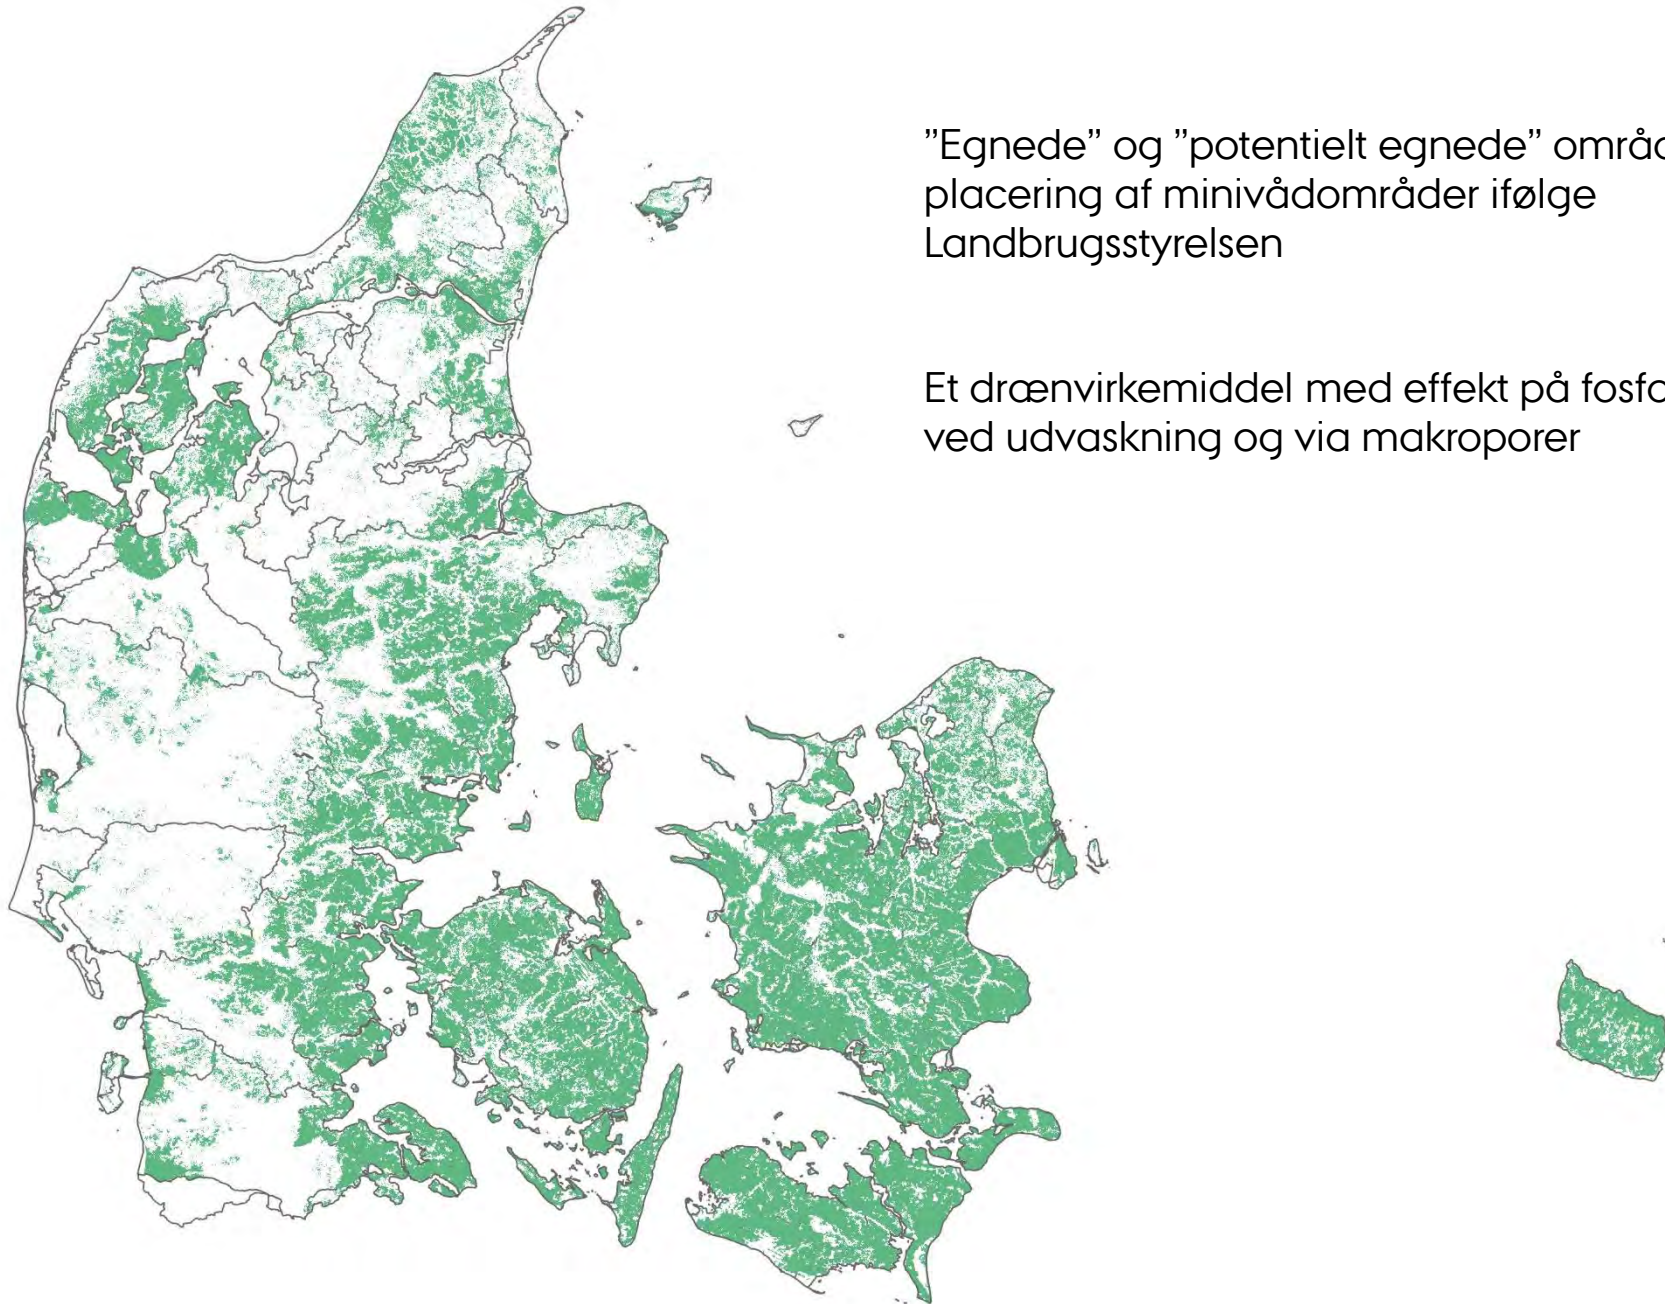 ”Egnede” og ”potentielt egnede” områd
placering af minivådområder ifølge
Landbrugsstyrelsen
Et drænvirkemiddel med effekt på fosfo
ved udvaskning og via makroporer